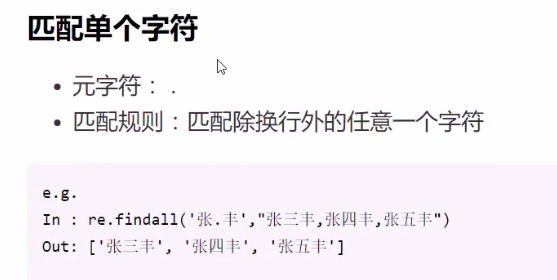 匹配单个字符
• 元字符： .
• 匹配规则：匹配除换行外的任意一个字符
e.g.
In : re.findall('张.丰',"张三丰,张四丰,张五丰")
Out: ['张三丰', '张四丰', '张五丰']